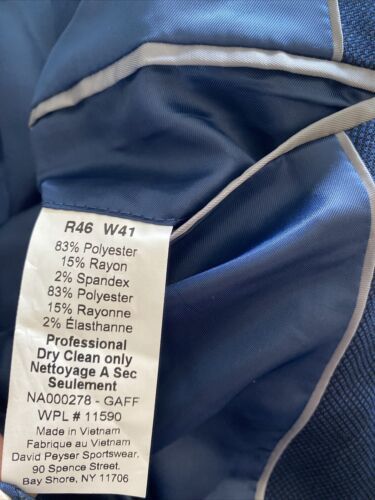 R46 W41
83% Polyester
15% Rayon
2% Spandex
83% Polyester
15% Rayonne
2% Élasthanne
Professional
Dry Clean only
Nettoyage A Sec
Seulement
NA000278 - GAFF
WPL # 11590
Made in Vietnam
Fabrique au Vietnam
David Peyser Sportswear.
90 Spence Street.
Bay Shore, NY 11706